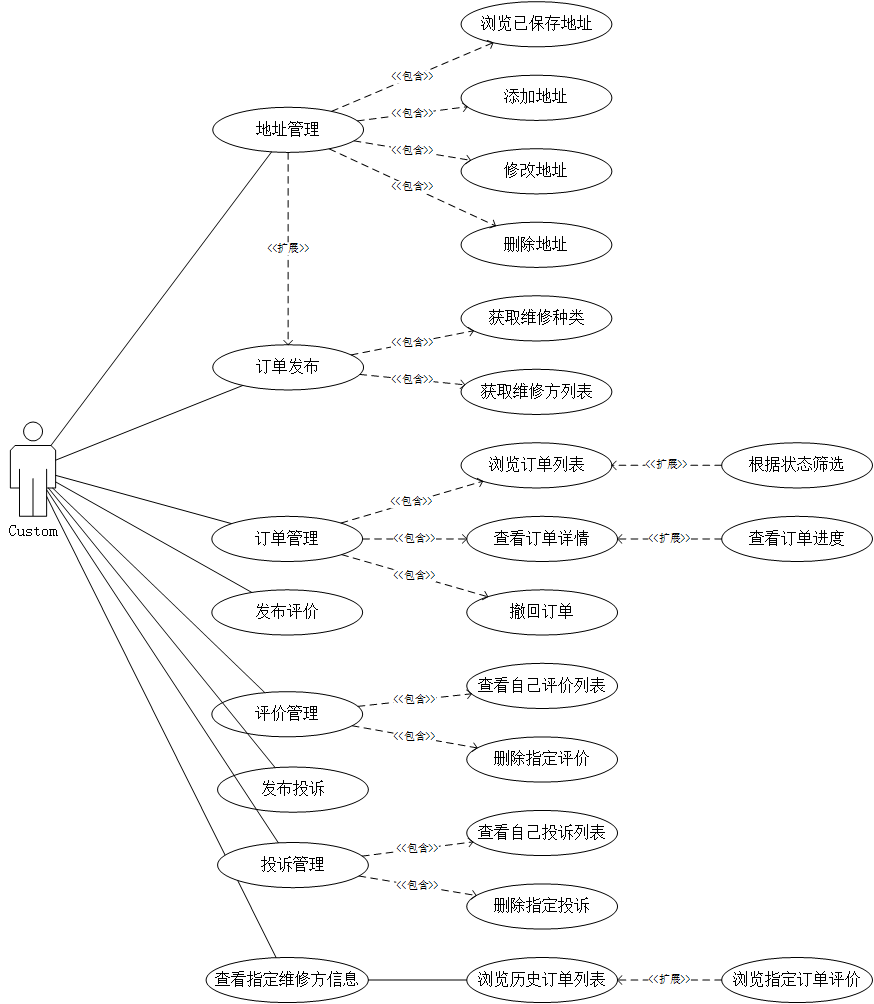 浏览已保存地址
<<包含>>
添加地址
<<包含>>
地址管理
<<包含>>
修改地址
<<包含>>
删除地址
<<扩展>>
获取维修种类
<<包含>>
订单发布
<<包含>>
获取维修方列表
浏览订单列表
<<扩展>>
根据状态筛选
<<包含>>
Custom
订单管理
<<包含>>
查看订单详情
<<扩展>>
查看订单进度
<<包含>>
发布评价
撤回订单
查看自己评价列表
<<包含>>
评价管理
<<包含>>
删除指定评价
发布投诉
查看自己投诉列表
<<包含>>
投诉管理
<<包含>>
删除指定投诉
查看指定维修方信息
浏览历史订单列表
<<扩展>>
浏览指定订单评价